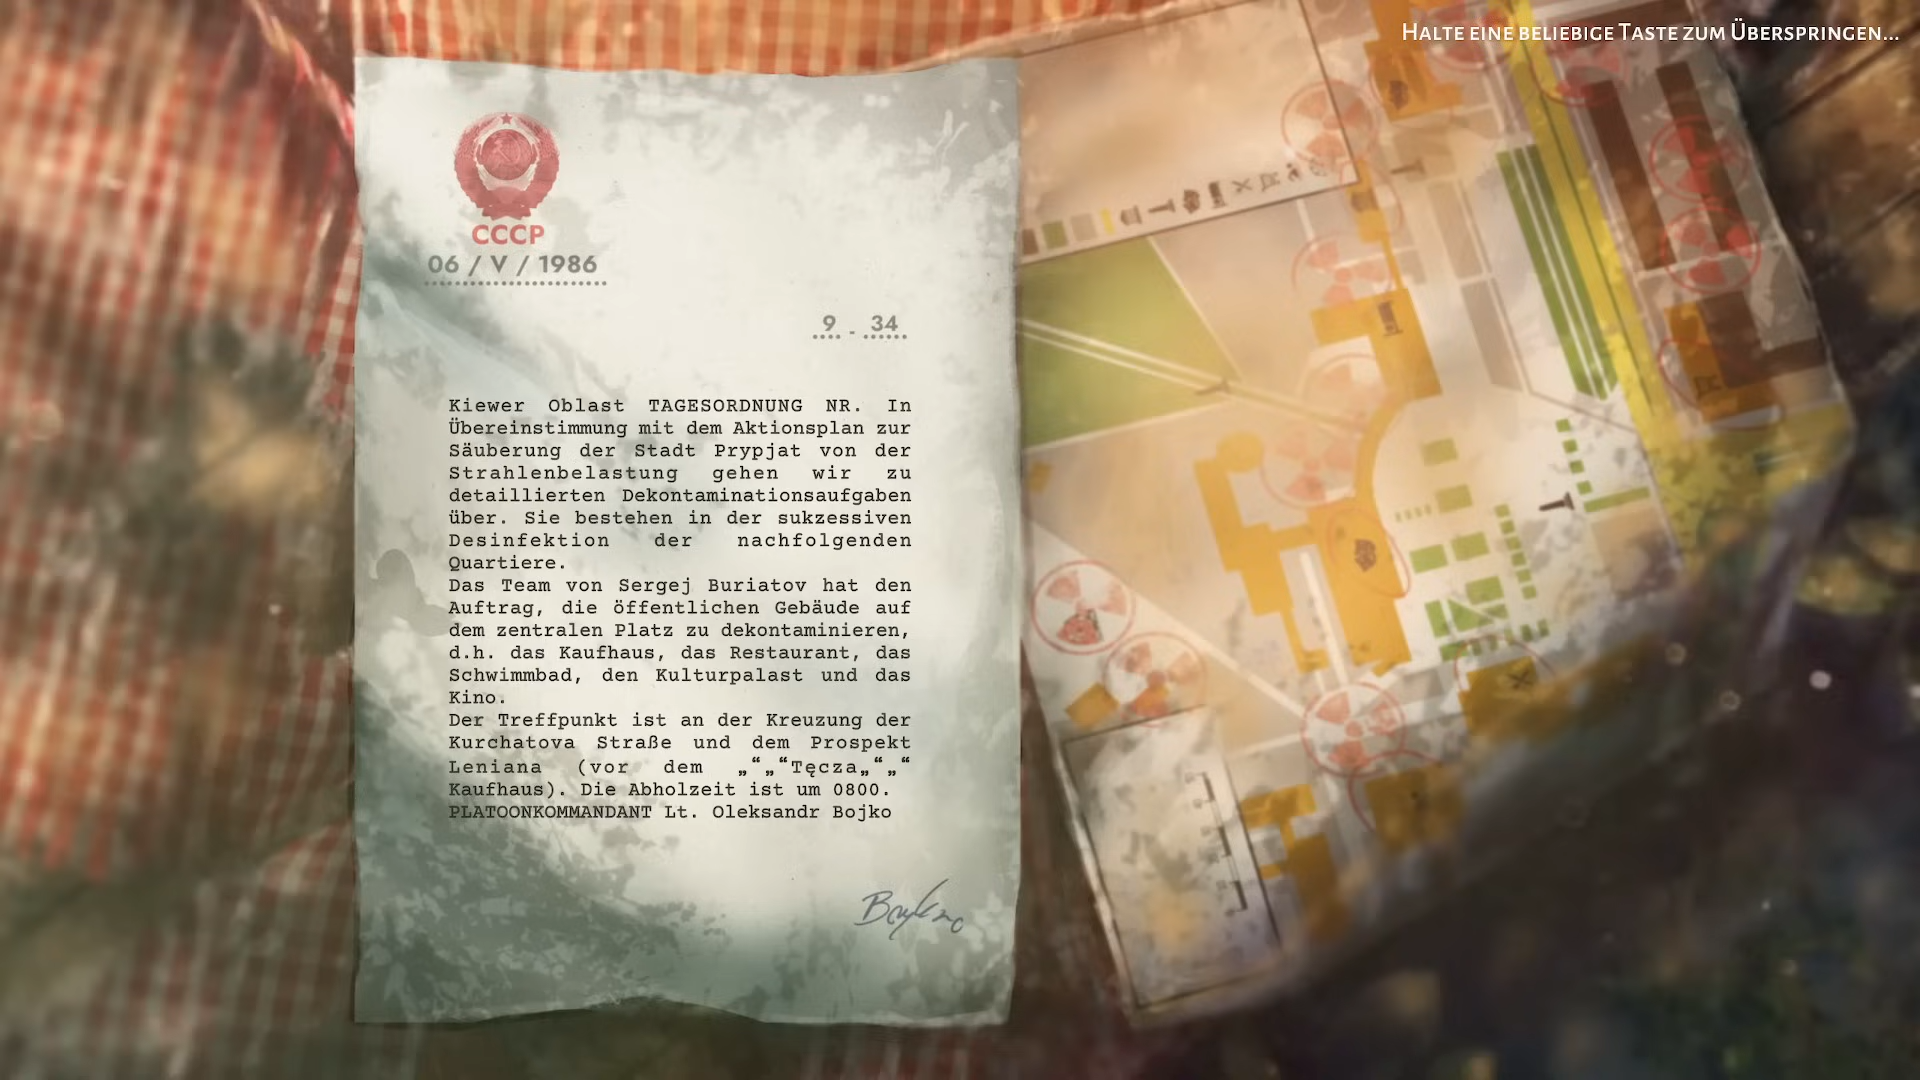 Halte eine beliebige Taste zum Überspringen...
CCCP
06 / V / 1986
9 - 34
Kiewer Oblast TAGESORDNUNG NR. In
Übereinstimmung mit dem Aktionsplan zur
Säuberung der Stadt Prypjat von der
Strahlenbelastung gehen wir zu
detaillierten Dekontaminationsaufgaben
über. Sie bestehen in der sukzessiven
Desinfektion der nachfolgenden
Quartiere.
Das Team von Sergej Buriatov hat den
Auftrag, die öffentlichen Gebäude auf
dem zentralen Platz zu dekontaminieren,
d.h. das Kaufhaus, das Restaurant, das
Schwimmbad, den Kulturpalast und das
Kino.
Der Treffpunkt ist an der Kreuzung der
Kurchatova Straße und dem Prospekt
Leniana (vor dem „“„“Tęcza„“„“
Kaufhaus). Die Abholzeit ist um 0800.
PLATOONKOMMANDANT Lt. Oleksandr Bojko